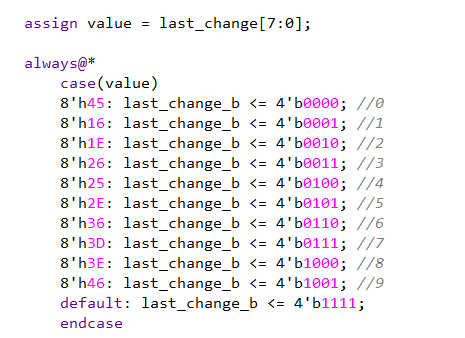 assign value = last_change[7:0];
always@*
case(value)
8'h45: last_change_b <= 4'b0000; //0
8'h16: last_change_b <= 4'b0001; //1
8'h1E: last_change_b <= 4'b0010; //2
8'h26: last_change_b <= 4'b0011; //3
8'h25: last_change_b <= 4'b0100; //4
8'h2E: last_change_b <= 4'b0101; //5
8'h36: last_change_b <= 4'b0110; //6
8'h3D: last_change_b <= 4'b0111; //7
8'h3E: last_change_b <= 4'b1000; //8
8'h46: last_change_b <= 4'b1001; //9
default: last_change_b <= 4'b1111;
endcase